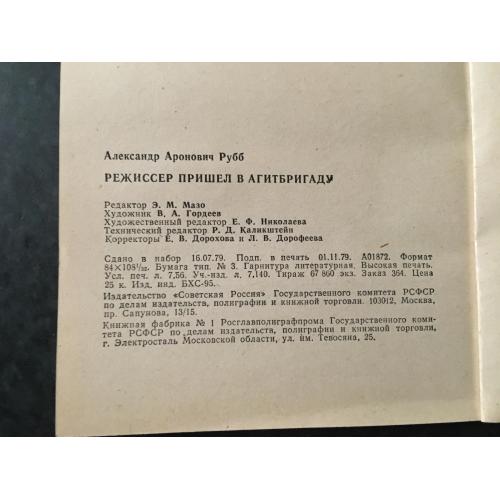 Александр Аронович Рубб
РЕЖИССЕР ПРИШЕЛ В АГИТБРИГАДУ
Редактор Э. М. Мазо
Художник В. А. Гордеев
Художественный редактор Е. Ф. Николаева
Технический редактор Р. Д. Каликштейн
Корректоры Е. В. Дорохова и Л. В. Дорофеева
Сдано в набор 16.07.79. Подп. в печать 01.11.79. А01872. Формат
84×108¹/₃₂. Бумага тип. № 3. Гарнитура литературная. Высокая печать.
Усл. печ. л. 7,56. Уч.-изд. л. 7,140. Тираж 67 860 экз. Заказ 364. Цена
25 к. Изд. инд. БХС-95.
Издательство «Советская Россия» Государственного комитета РСФСР
по делам издательств, полиграфии и книжной торговли. 103012, Москва,
пр. Сапунова, 13/15.
Книжная фабрика № 1 Росглавполиграфпрома Государственного коми-
тета РСФСР по делам издательств, полиграфии и книжной торговли,
г. Электросталь Московской области, ул. им. Тевосяна, 25.